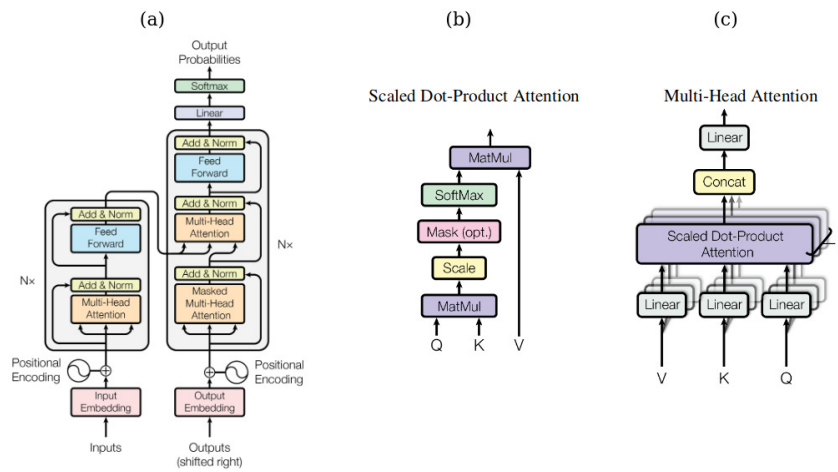 (a)
Output
Probabilities
Softmax
Linear
Add & Norm
Feed
Forward
Add & Norm
Multi-Head
Attention
Add & Norm
Masked
Multi-Head
Attention
Nx
Add & Norm
Feed
Forward
Add & Norm
Multi-Head
Attention
Nx
Positional
Encoding
Positional
Encoding
Input
Embedding
Output
Embedding
Inputs
Outputs
(shifted right)
(b)
Scaled Dot-Product Attention
MatMul
SoftMax
Mask (opt.)
Scale
MatMul
Q K V
(c)
Multi-Head Attention
Linear
Concat
Scaled Dot-Product
Attention
Linear Linear Linear
V K Q